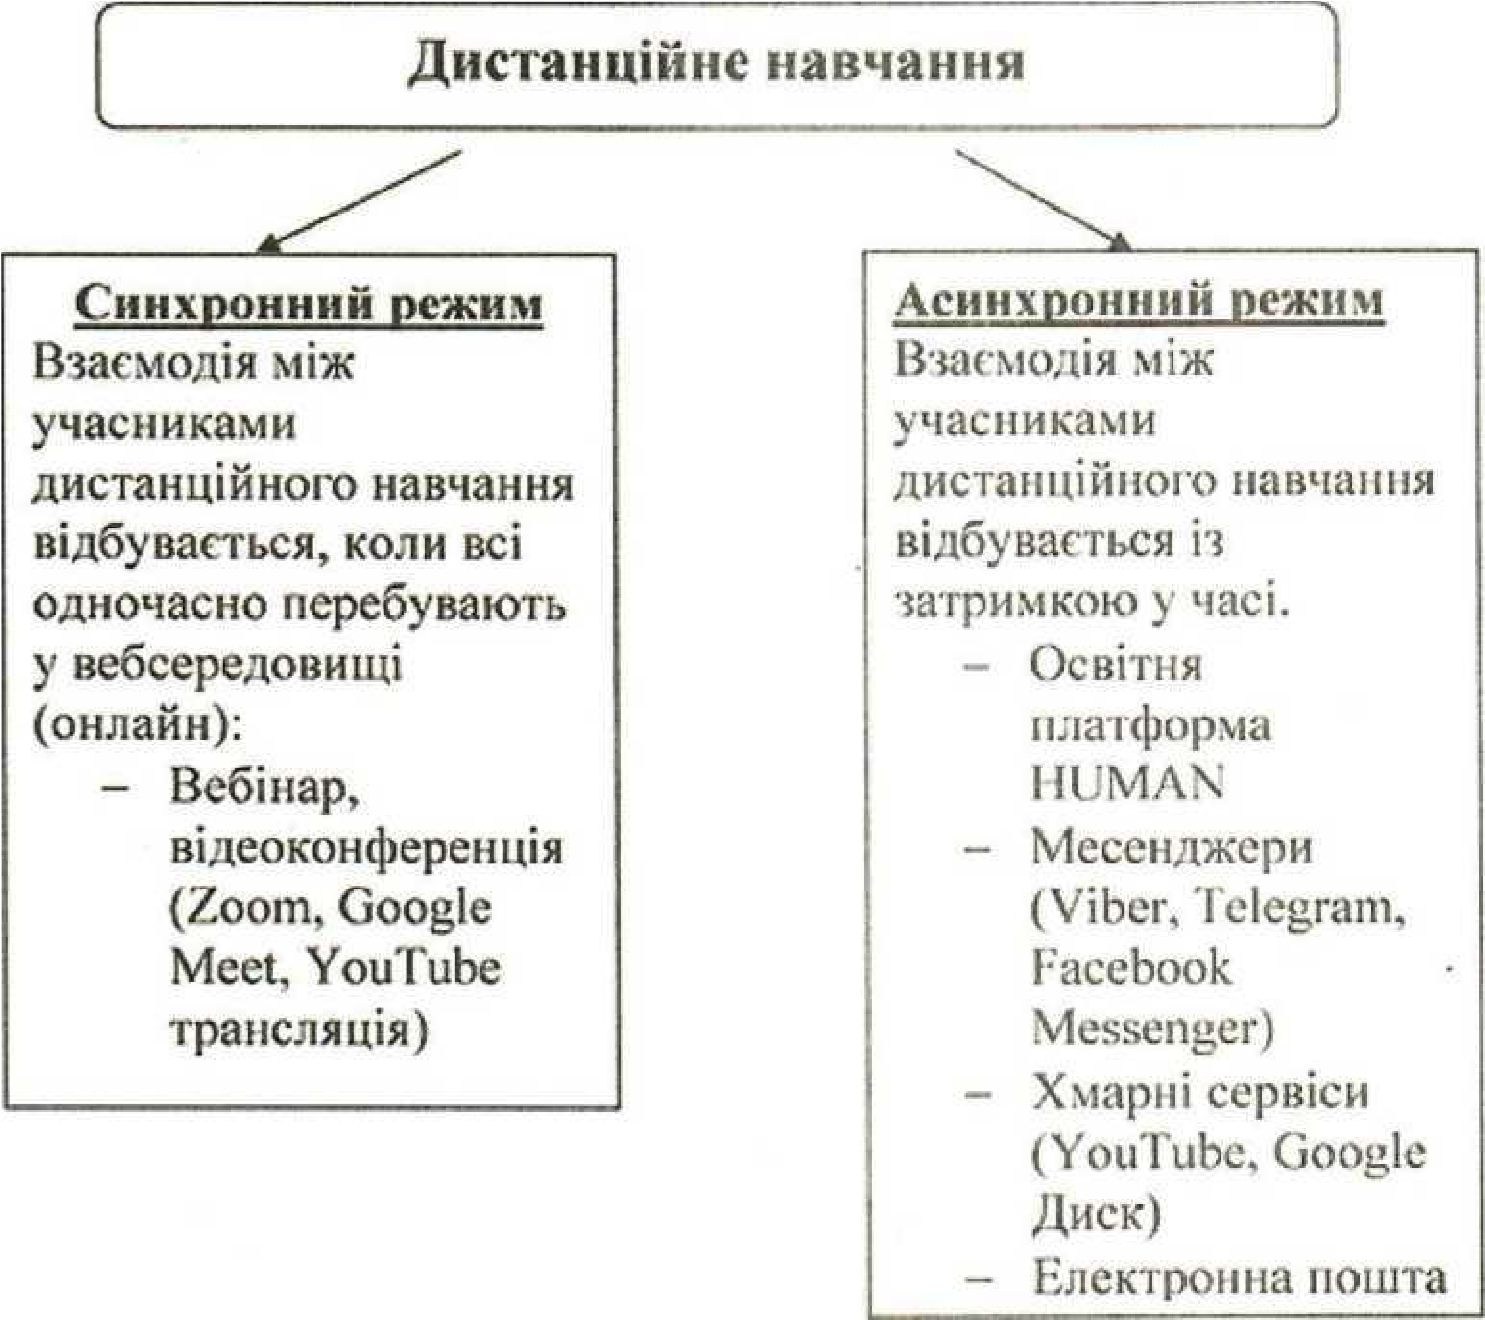 Дистанційне навчання
Синхронний режим
Взаємодія між
учасниками
дистанційного навчання
відбувається, коли всі
одночасно перебувають
у вебсередовищі
(онлайн):
– Вебінар,
відеоконференція
(Zoom, Google
Meet, YouTube
трансляція)
Асинхронний режим
Взаємодія між
учасниками
дистанційного навчання
відбувається із
затримкою у часі.
– Освітня
платформа
HUMAN
– Месенджери
(Viber, Telegram,
Facebook
Messenger)
– Хмарні сервіси
(YouTube, Google
Диск)
– Електронна пошта